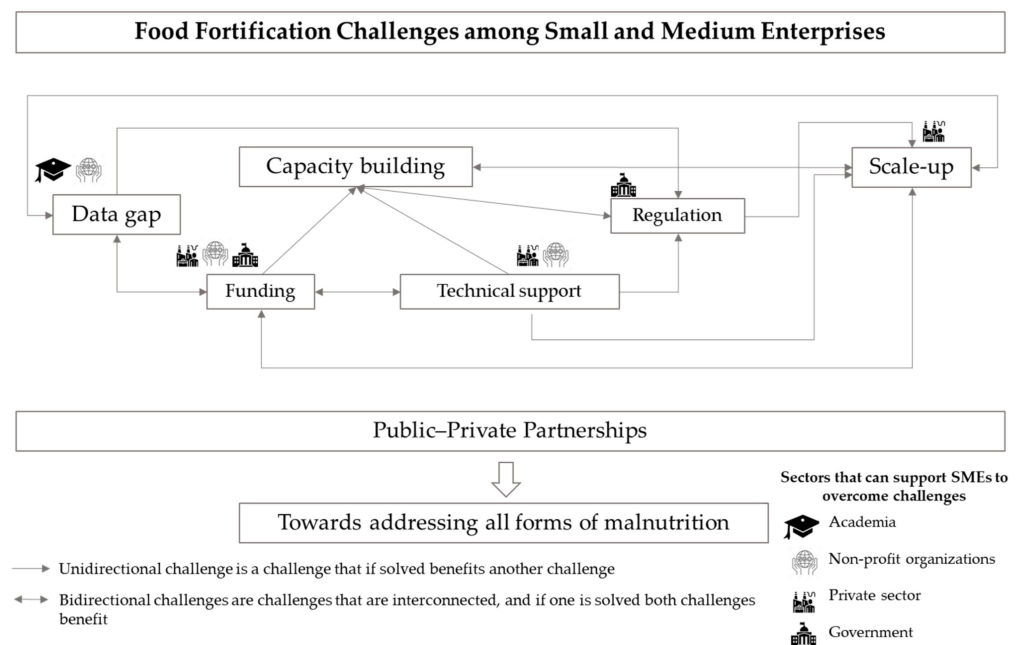 Food Fortification Challenges among Small and Medium Enterprises
Capacity building
Scale-up
Data gap
Regulation
Funding
Technical support
Public–Private Partnerships
Towards addressing all forms of malnutrition
Sectors that can support SMEs to
overcome challenges
Academia
Non-profit organizations
Private sector
Government
Unidirectional challenge is a challenge that if solved benefits another challenge
Bidirectional challenges are challenges that are interconnected, and if one is solved both challenges
benefit